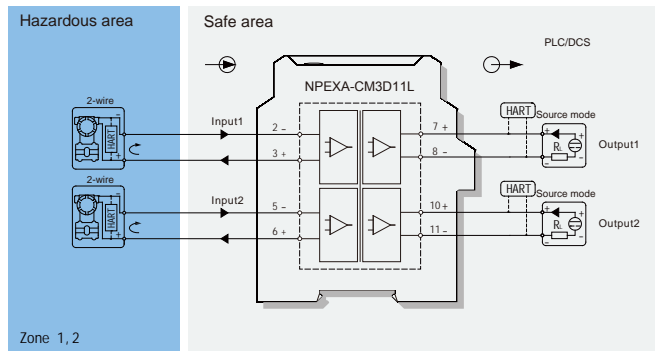 Hazardous area
Safe area
PLC/DCS
NPEXA-CM3D11L
2-wire
HART
- +
Input1
2 -
3 +
7 +
8 -
HART
Source mode
+ -
RL
+ -
Output1
2-wire
HART
- +
Input2
5 -
6 +
10 +
11 -
HART
Source mode
+ -
RL
+ -
Output2
Zone 1, 2